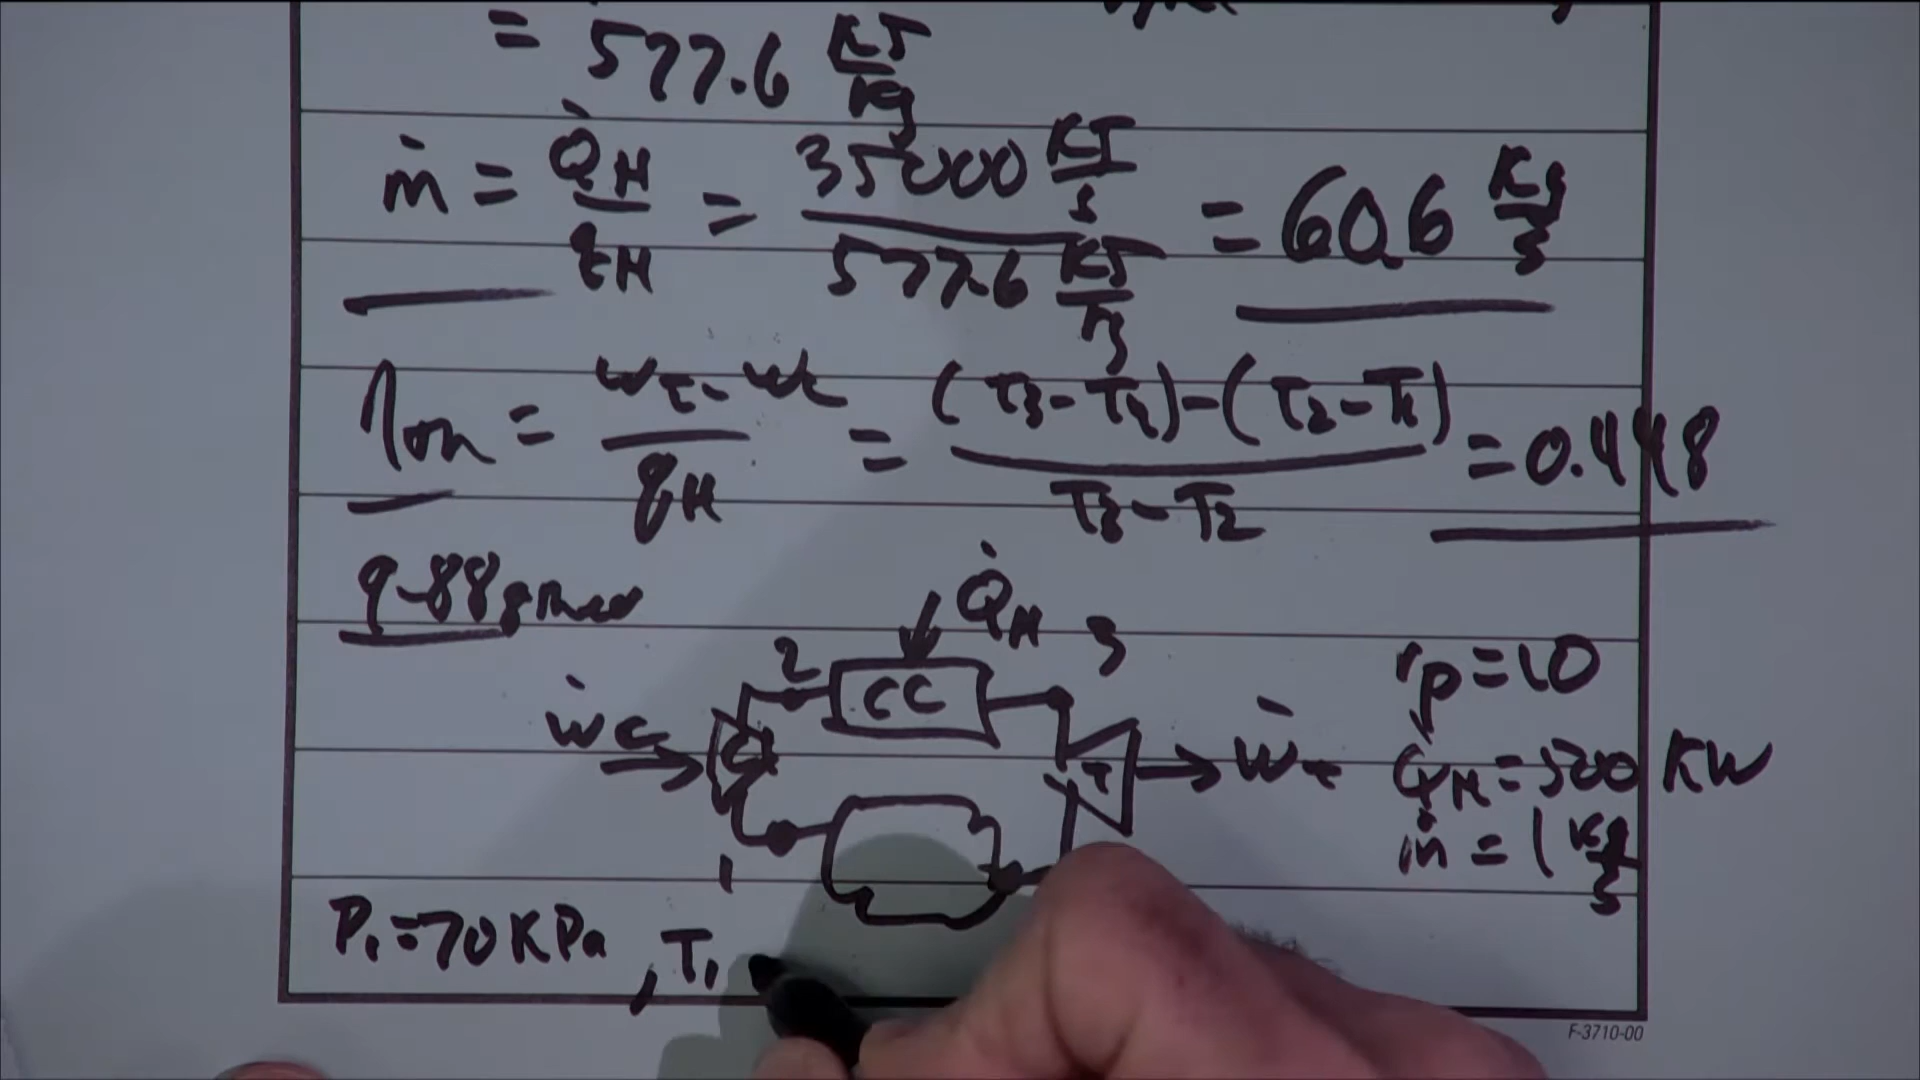 = 577.6 KJ/Kg
ṁ = Q̇H/qH = 35000 KJ/s / 577.6 KJ/Kg = 60.6 Kg/s
ηth = wT - wc / qH = (T3-T4)-(T2-T1) / T3-T2 = 0.448
9-88
Q̇H
2 CC 3
rp=10
Ẇc C T Ẇt
Q̇H=500 KW
ṁ = 1 Kg/s
1
P1=70 KPa, T1
F-3710-00